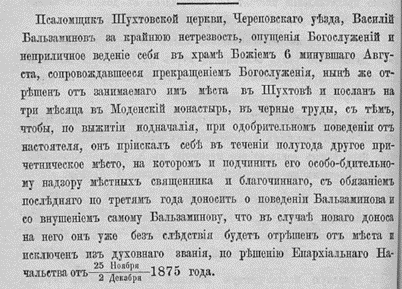 Псаломщикъ Шухтовской церкви, Череповскаго уѣзда, Василій
Бальзаминовъ за крайнюю нетрезвость, опущенія Богослуженій и
неприличное веденіе себя въ храмѣ Божіемъ 6 минувшаго Авгу-
ста, сопровождавшееся прекращеніемъ Богослуженія, нынѣ же от-
рѣшенъ отъ занимаемаго имъ мѣста въ Шухтовѣ и посланъ на
три мѣсяца въ Моденскій монастырь, въ черные труды, съ тѣмъ,
чтобы, по выжитіи подначалія, при одобрительномъ поведеніи отъ
настоятеля, онъ пріискалъ себѣ въ теченіи полугода другое при-
четническое мѣсто, на которомъ и подчинить его особо-бдительно-
му надзору мѣстныхъ священника и благочиннаго, съ обязаніемъ
послѣдняго по третямъ года доносить о поведеніи Бальзаминова и
со внушеніемъ самому Бальзаминову, что въ случаѣ новаго доноса
на него онъ уже безъ слѣдствія будетъ отрѣшенъ отъ мѣста и
исключенъ изъ духовнаго званія, по рѣшенію Епархіальнаго На-
чальства отъ 25 Ноября / 2 Декабря 1875 года.